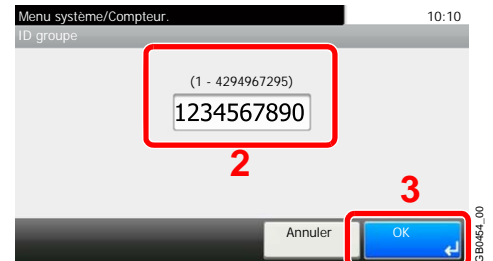 Menu système/Compteur. 10:10
ID groupe
(1 - 4294967295)
1234567890
2
3
Annuler OK
GB0454_00